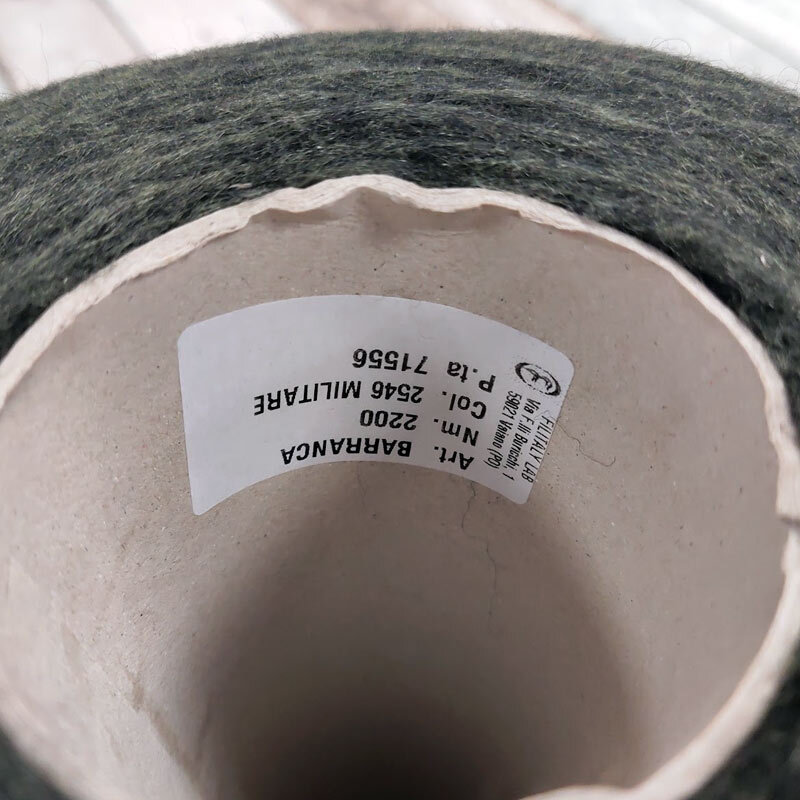 FILITALY LAB
Via F.lli Buricchi, 1
59021 Vaiano (PO)
Art. BARRANCA
Nm. 2200
Col. 2546 MILITARE
P.ta 71556